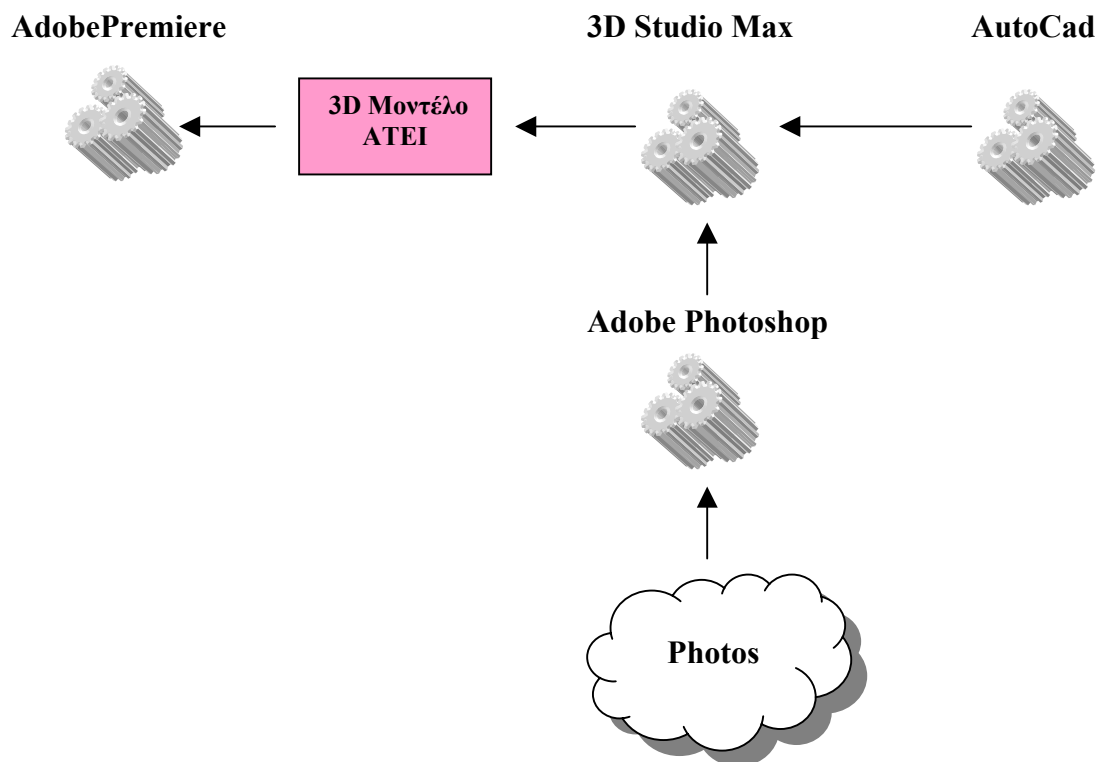 AdobePremiere
3D Studio Max
AutoCad
3D Μοντέλο
ΑΤΕΙ
Adobe Photoshop
Photos